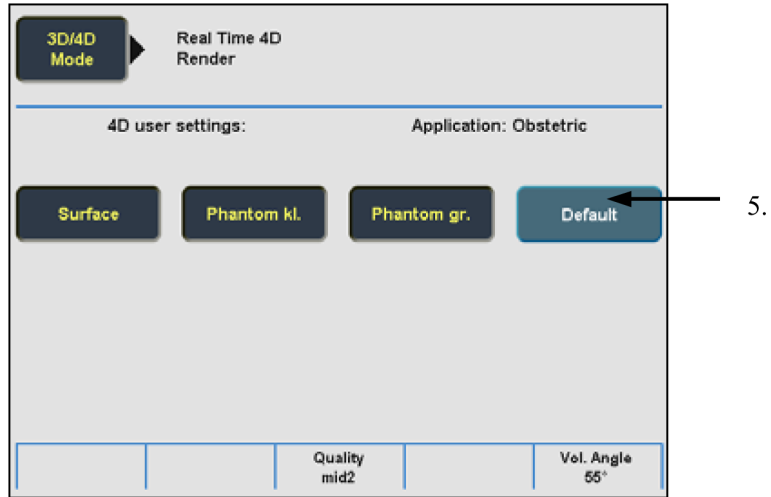 3D/4D
Mode
Real Time 4D
Render
4D user settings:
Application: Obstetric
Surface
Phantom kl.
Phantom gr.
Default
5.
Quality
mid2
Vol. Angle
55°